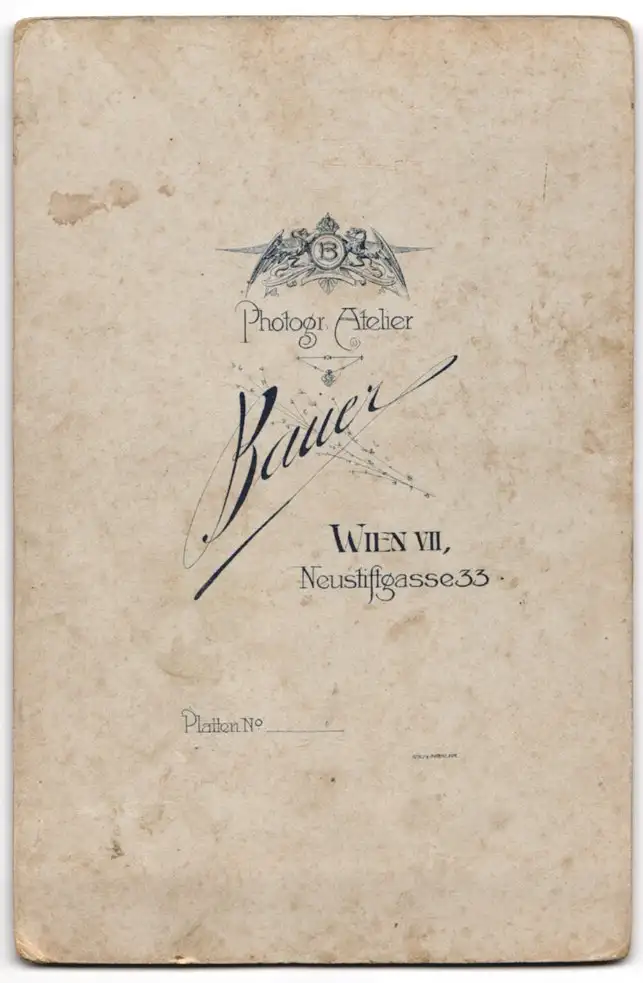 B
Photogr. Atelier
Bauer
WIEN VII,
Neustiftgasse 33.
Platten No